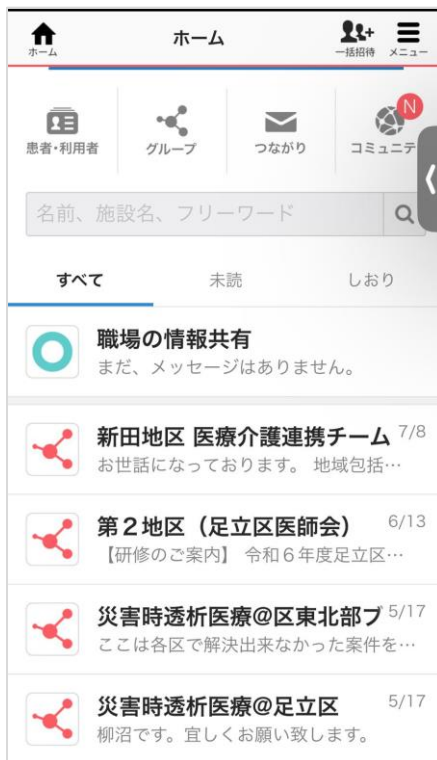 ホーム
ホーム
一括招待
メニュー
患者・利用者
グループ
つながり
コミュニテ
N
名前、施設名、フリーワード
すべて
未読
しおり
職場の情報共有
まだ、メッセージはありません。
新田地区 医療介護連携チーム 7/8
お世話になっております。 地域包括…
第2地区（足立区医師会） 6/13
【研修のご案内】 令和6年度足立区…
災害時透析医療@区東北部ブ 5/17
ここは各区で解決出来なかった案件を…
災害時透析医療@足立区 5/17
柳沼です。宜しくお願い致します。